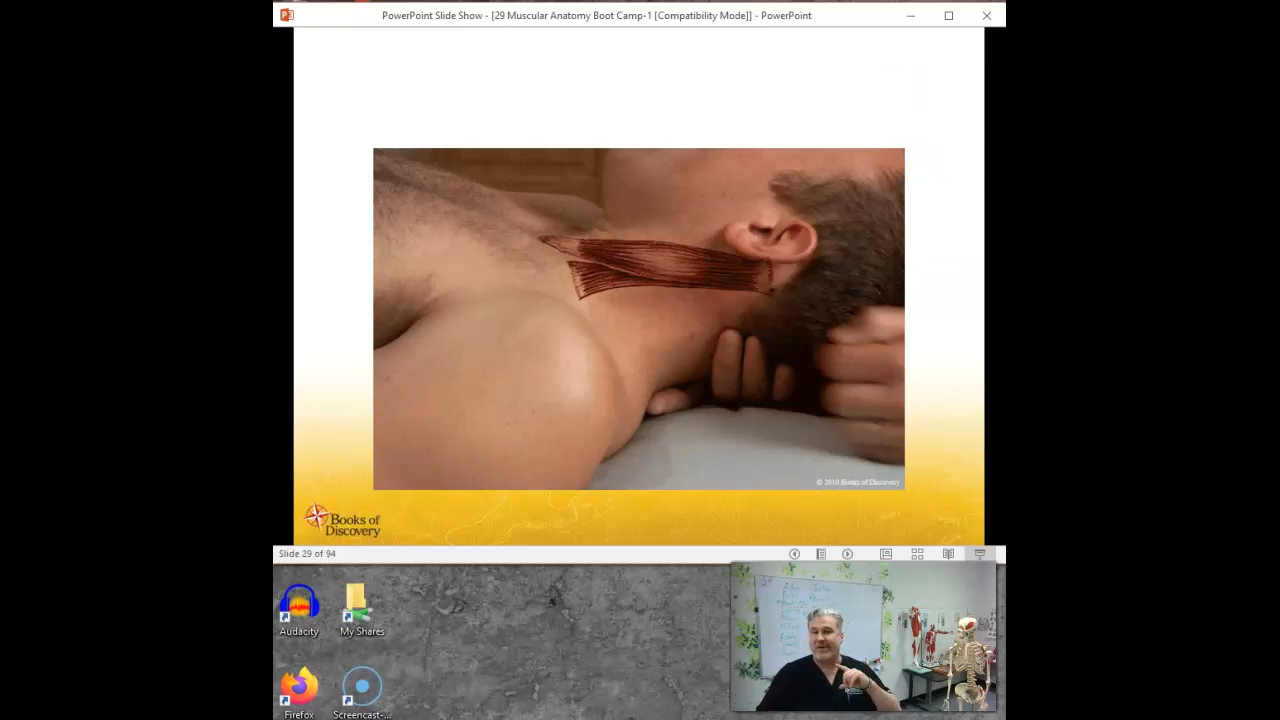 PowerPoint Slide Show - [29 Muscular Anatomy Boot Camp-1 [Compatibility Mode]] - PowerPoint
© 2010 Books of Discovery
Books of
Discovery
Slide 29 of 94
Audacity
My Shares
Firefox
Screencast-...